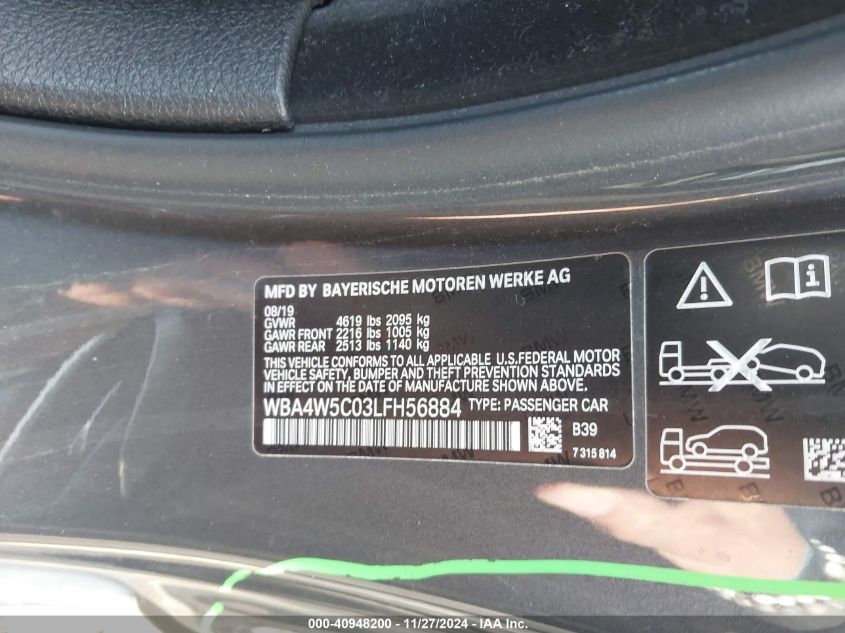 MFD BY BAYERISCHE MOTOREN WERKE AG
08/19
GVWR 4619 lbs 2095 kg
GAWR FRONT 2216 lbs 1005 kg
GAWR REAR 2513 lbs 1140 kg
THIS VEHICLE CONFORMS TO ALL APPLICABLE U.S.FEDERAL MOTOR
VEHICLE SAFETY, BUMPER AND THEFT PREVENTION STANDARDS
IN EFFECT ON THE DATE OF MANUFACTURE SHOWN ABOVE.
WBA4W5C03LFH56884 TYPE: PASSENGER CAR
B39
7 315 814
000-40948200 - 11/27/2024 - IAAI.com